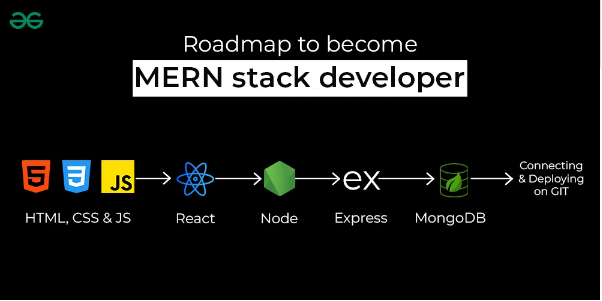 Roadmap to become
MERN stack developer
5
3
JS
ex
HTML, CSS & JS
React
Node
Express
MongoDB
Connecting
& Deploying
on GIT